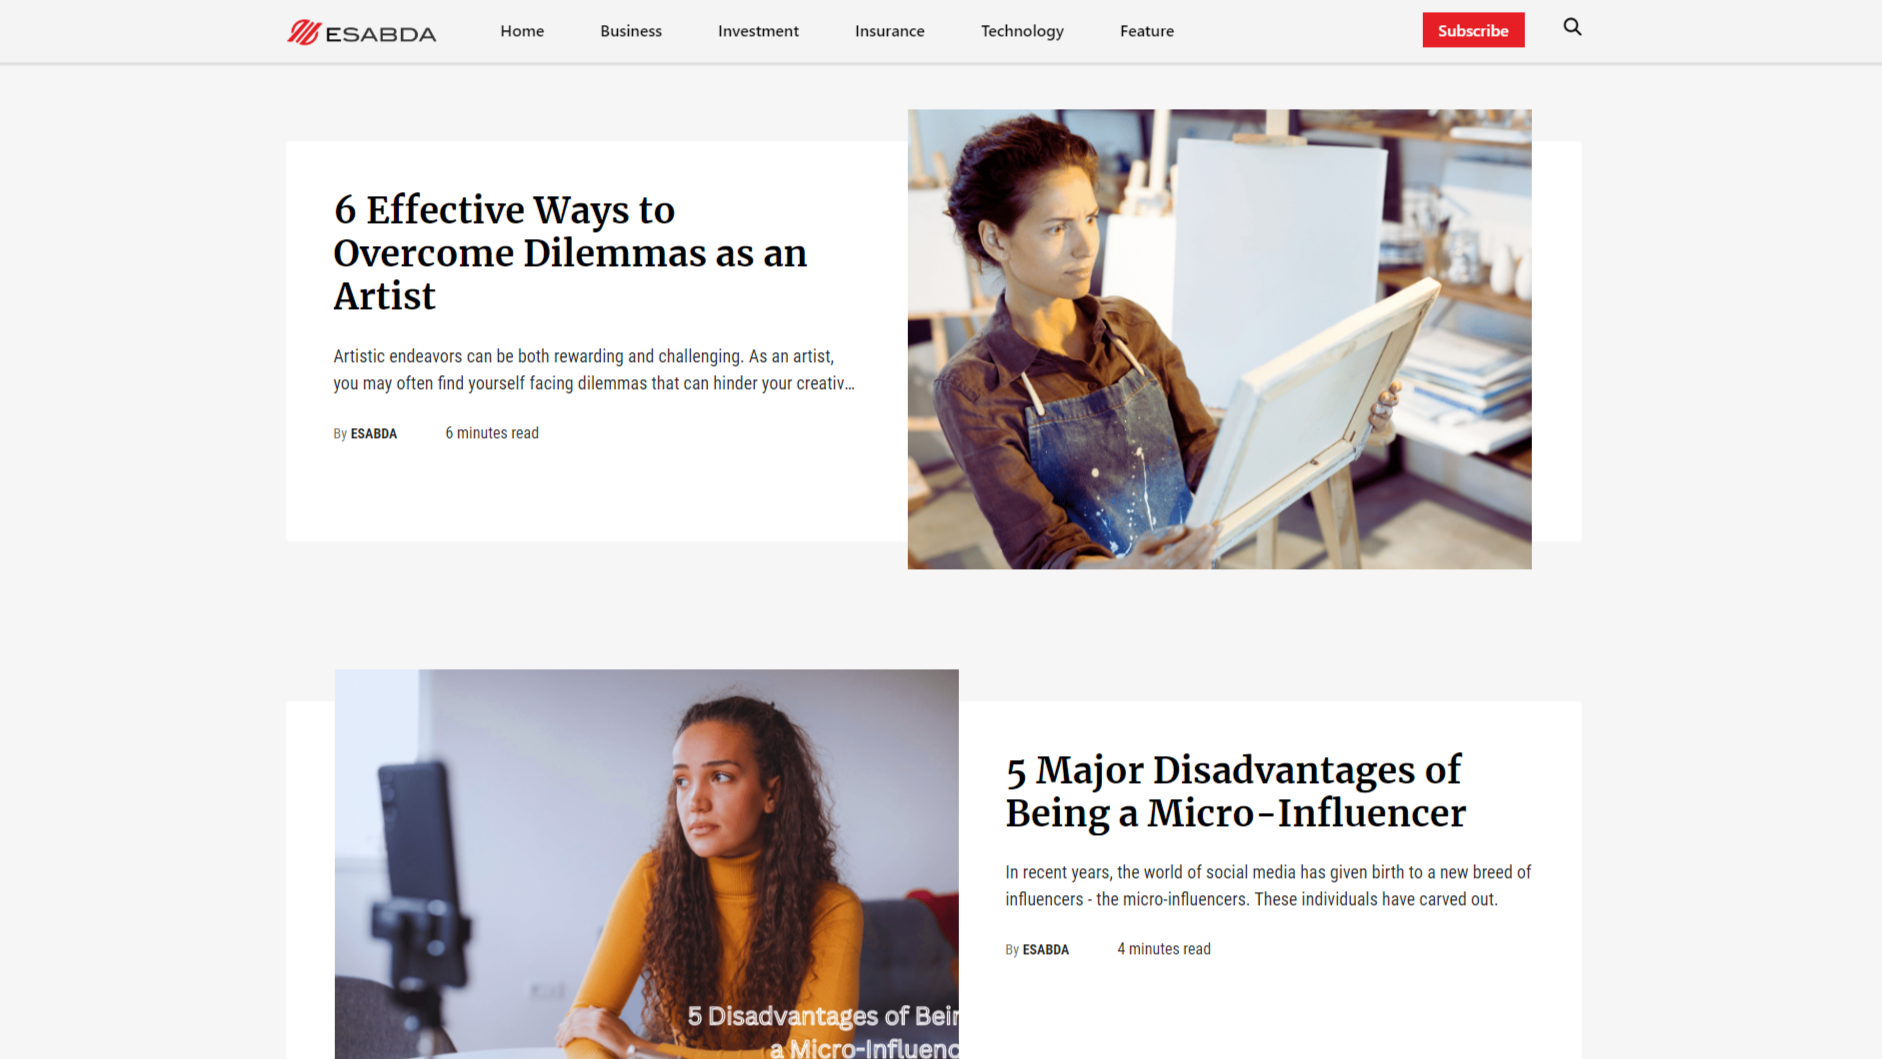 ESABDA
Home
Business
Investment
Insurance
Technology
Feature
Subscribe
6 Effective Ways to
Overcome Dilemmas as an
Artist
Artistic endeavors can be both rewarding and challenging. As an artist,
you may often find yourself facing dilemmas that can hinder your creativ...
By ESABDA
6 minutes read
5 Disadvantages of Bein
a Micro-Influenc
5 Major Disadvantages of
Being a Micro-Influencer
In recent years, the world of social media has given birth to a new breed of
influencers - the micro-influencers. These individuals have carved out.
By ESABDA
4 minutes read